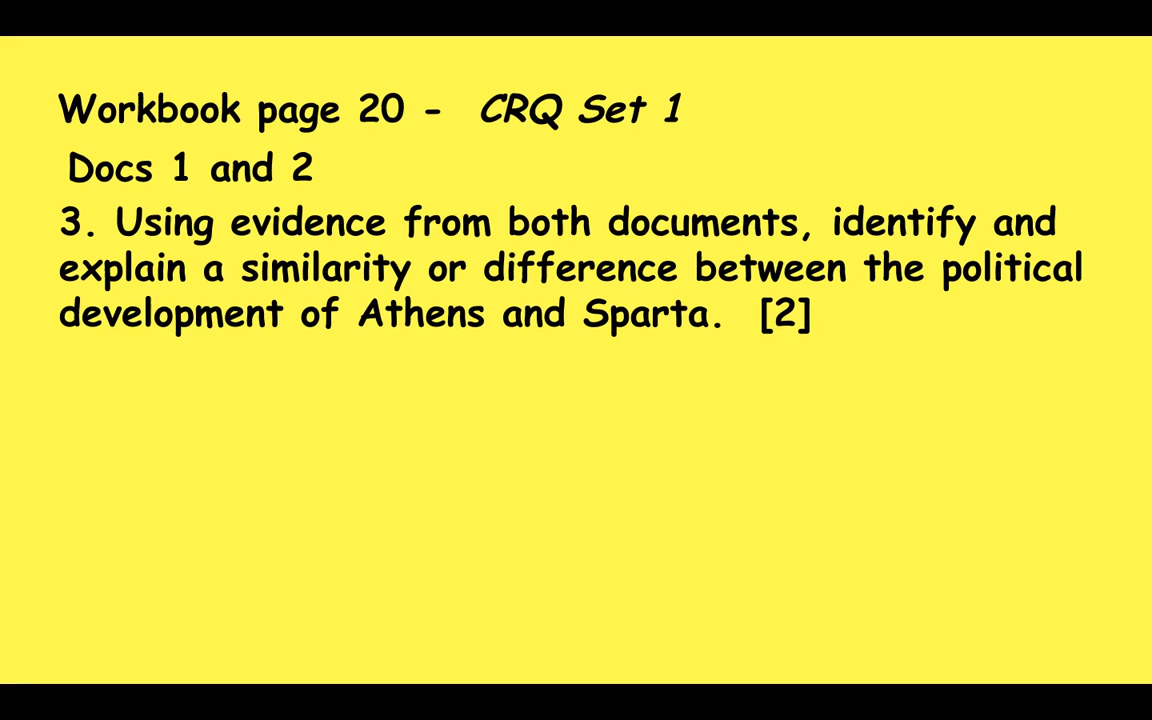 Workbook page 20 - CRQ Set 1
Docs 1 and 2
3. Using evidence from both documents, identify and
explain a similarity or difference between the political
development of Athens and Sparta. [2]